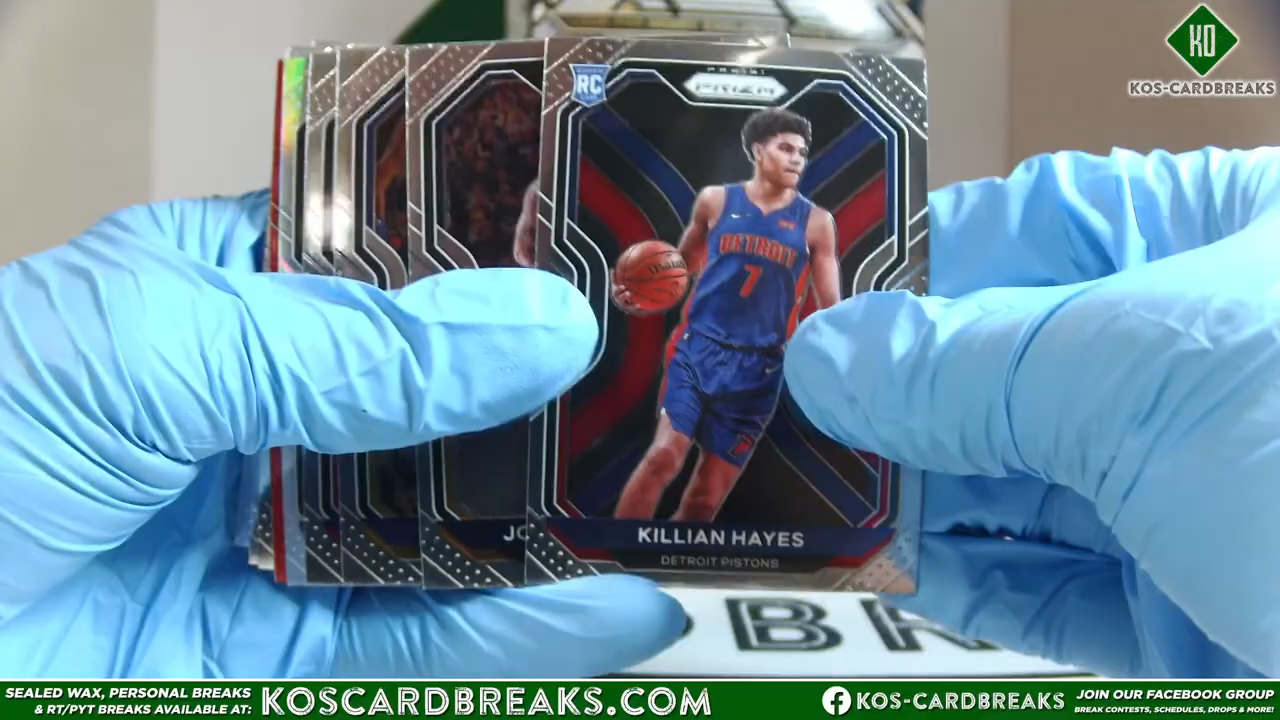 KO
KOS-CARDBREAKS
RC
PANINI
PRIZM
DETROIT
7
JO
KILLIAN HAYES
DETROIT PISTONS
SEALED WAX, PERSONAL BREAKS
& RT/PYT BREAKS AVAILABLE AT:
KOSCARDBREAKS.COM
KOS-CARDBREAKS
JOIN OUR FACEBOOK GROUP
BREAK CONTESTS, SCHEDULES, DROPS & MORE!